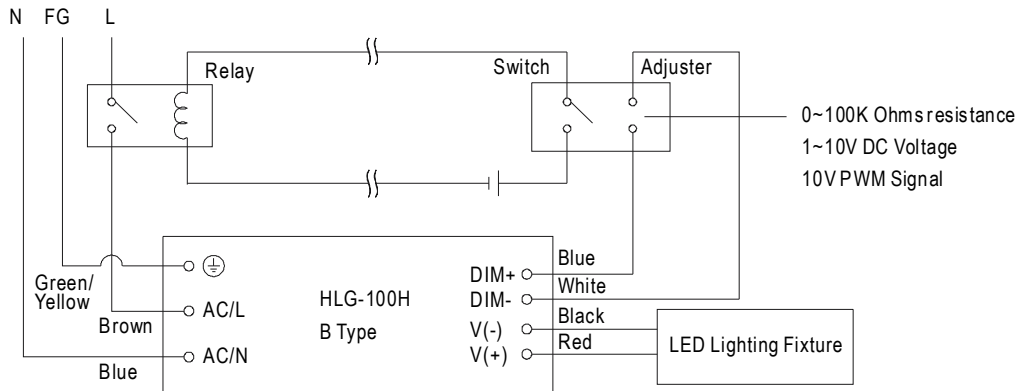 N FG L
Relay
Switch
Adjuster
0~100K Ohms resistance
1~10V DC Voltage
10V PWM Signal
Green/
Yellow
Brown
Blue
AC/L
AC/N
HLG-100H
B Type
DIM+
DIM-
V(-)
V(+)
Blue
White
Black
Red
LED Lighting Fixture